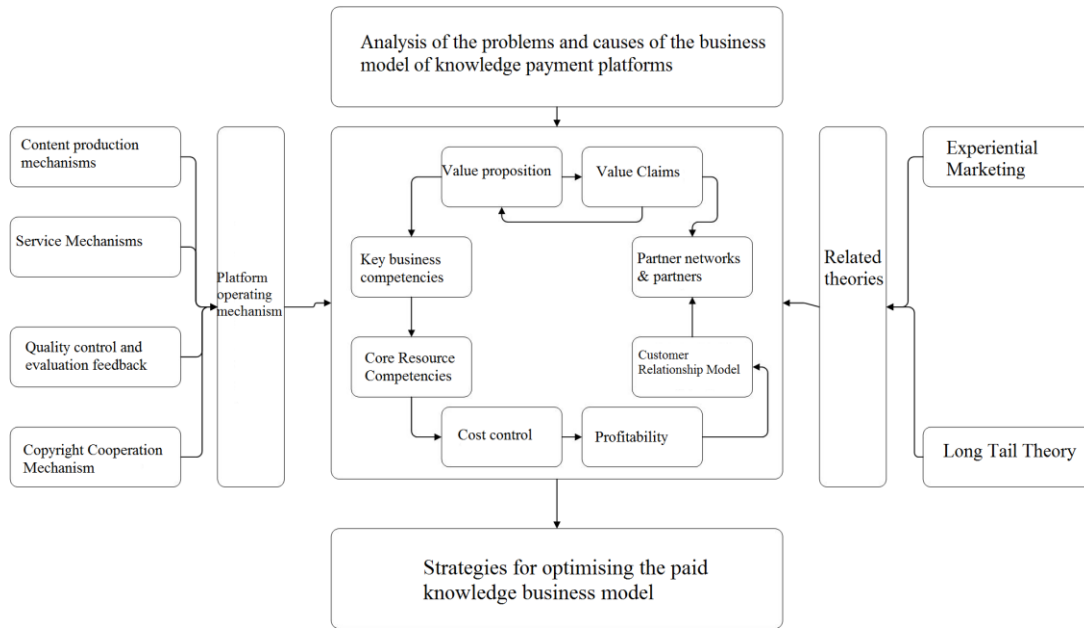 Analysis of the problems and causes of the business
model of knowledge payment platforms
Content production
mechanisms
Service Mechanisms
Quality control and
evaluation feedback
Copyright Cooperation
Mechanism
Platform
operating
mechanism
Value proposition
Value Claims
Key business
competencies
Partner networks
& partners
Core Resource
Competencies
Customer
Relationship Model
Cost control
Profitability
Related
theories
Experiential
Marketing
Long Tail Theory
Strategies for optimising the paid
knowledge business model